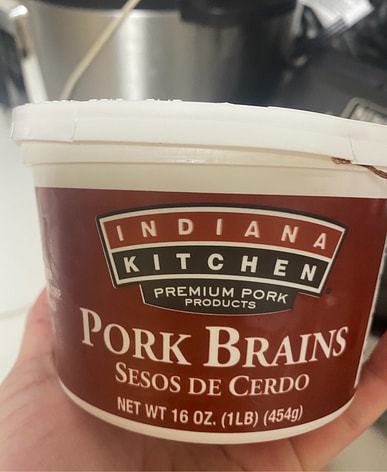 INDIANA
KITCHEN
PREMIUM PORK
PRODUCTS
PORK BRAINS
SESOS DE CERDO
NET WT 16 OZ. (1LB) (454g)